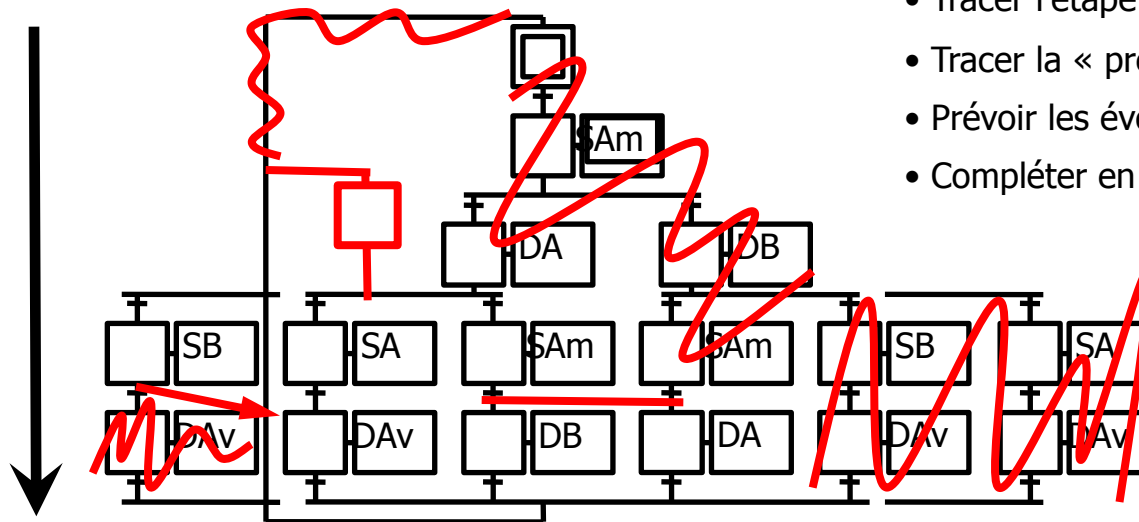 • Tracer l'étape
• Tracer la « pr
• Prévoir les évé
• Compléter en
SAm
DA DB
SB SA SAm SAm SB SA
DAv DAv DB DA DAv DAv